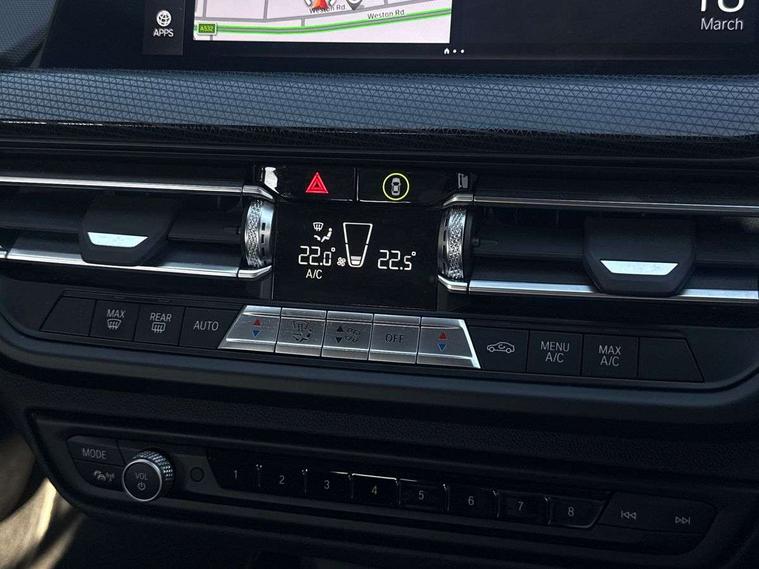 Weston Rd
Weston Rd
A532
APPS
March
22.0°
A/C
22.5°
MAX
REAR
AUTO
OFF
MENU
A/C
MAX
A/C
MODE
VOL
1 2 3 4 5 6 7 8